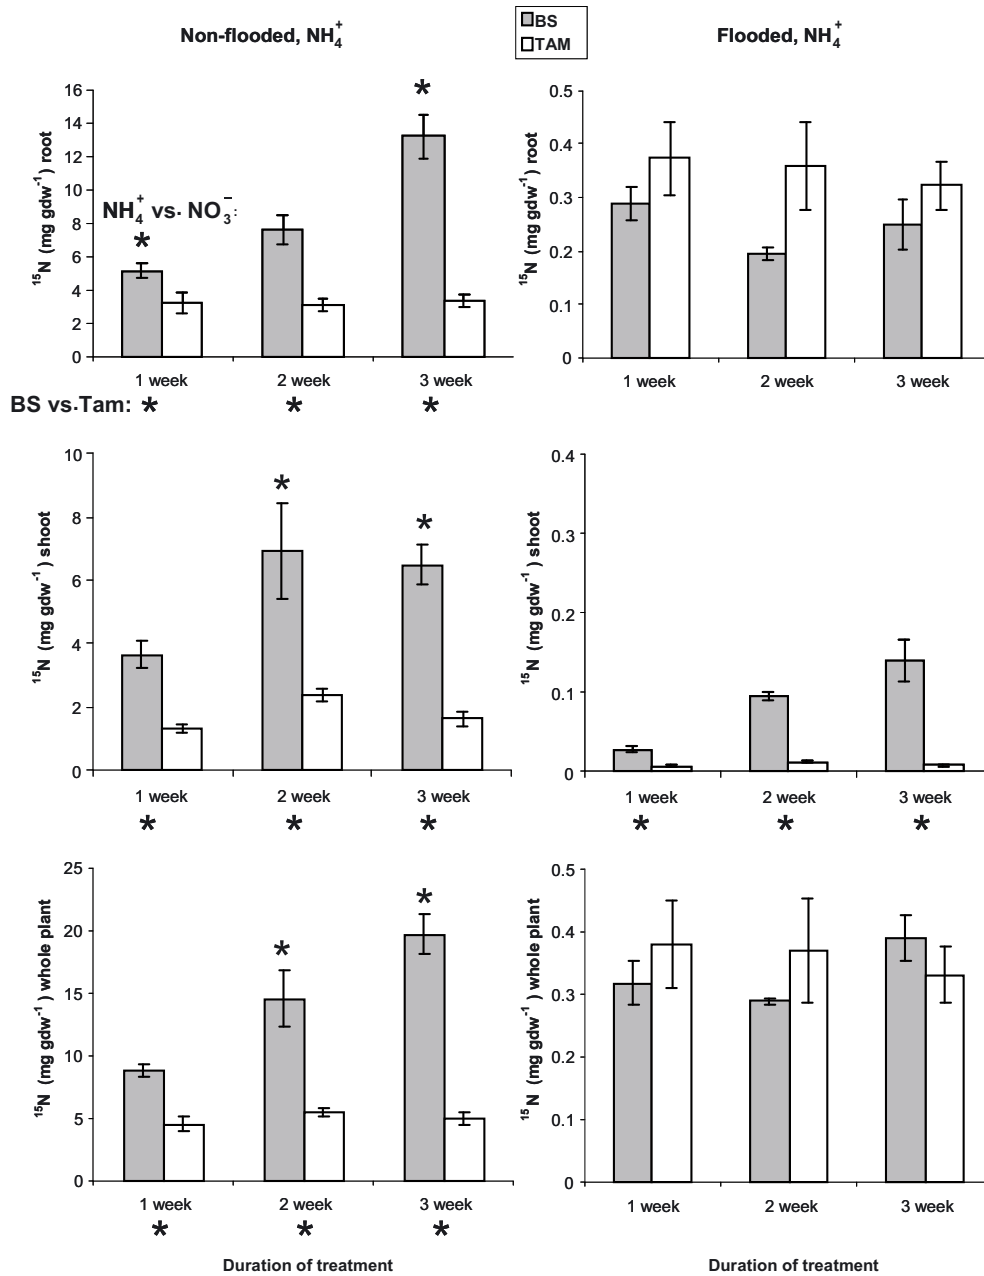 Non-flooded, NH₄⁺
BS
TAM
Flooded, NH₄⁺
¹⁵N (mg gdw⁻¹) root
16
14
12
10
8
6
4
2
0
*
NH₄⁺ vs. NO₃⁻:
*
1 week 2 week 3 week
BS vs.Tam: * * *
¹⁵N (mg gdw⁻¹) root
0.5
0.4
0.3
0.2
0.1
0
1 week 2 week 3 week
¹⁵N (mg gdw⁻¹) shoot
10
8
6
4
2
0
* *
1 week 2 week 3 week
* * *
¹⁵N (mg gdw⁻¹) shoot
0.4
0.3
0.2
0.1
0
1 week 2 week 3 week
* * *
¹⁵N (mg gdw⁻¹) whole plant
25
20
15
10
5
0
* *
1 week 2 week 3 week
* * *
Duration of treatment
¹⁵N (mg gdw⁻¹) whole plant
0.5
0.4
0.3
0.2
0.1
0
1 week 2 week 3 week
Duration of treatment